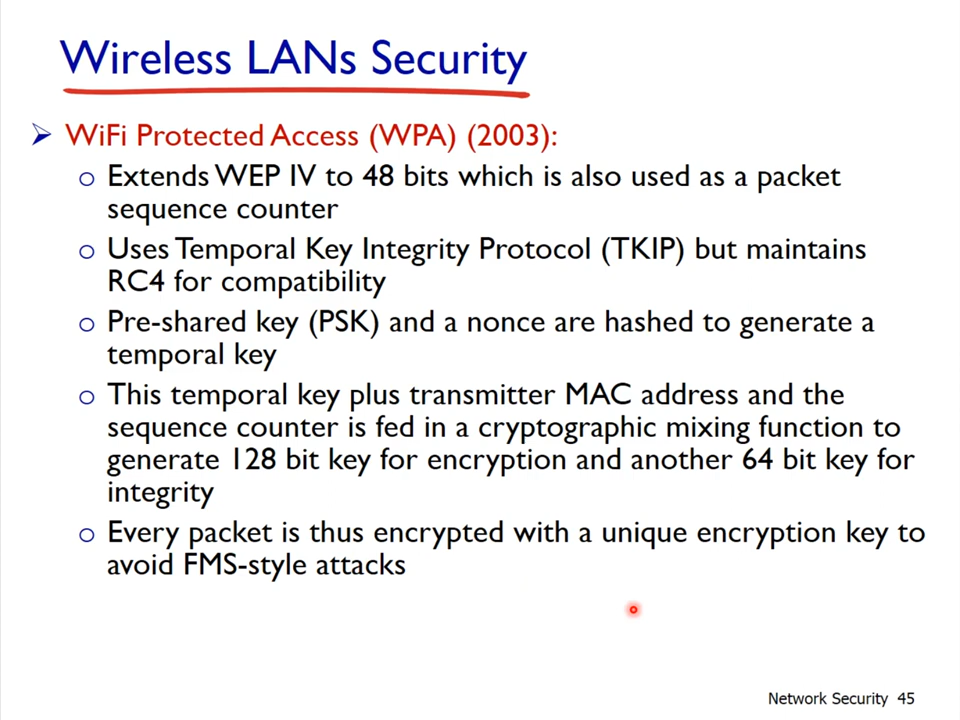 Wireless LANs Security
➤ WiFi Protected Access (WPA) (2003):
o Extends WEP IV to 48 bits which is also used as a packet
sequence counter
o Uses Temporal Key Integrity Protocol (TKIP) but maintains
RC4 for compatibility
o Pre-shared key (PSK) and a nonce are hashed to generate a
temporal key
o This temporal key plus transmitter MAC address and the
sequence counter is fed in a cryptographic mixing function to
generate 128 bit key for encryption and another 64 bit key for
integrity
o Every packet is thus encrypted with a unique encryption key to
avoid FMS-style attacks
Network Security 45